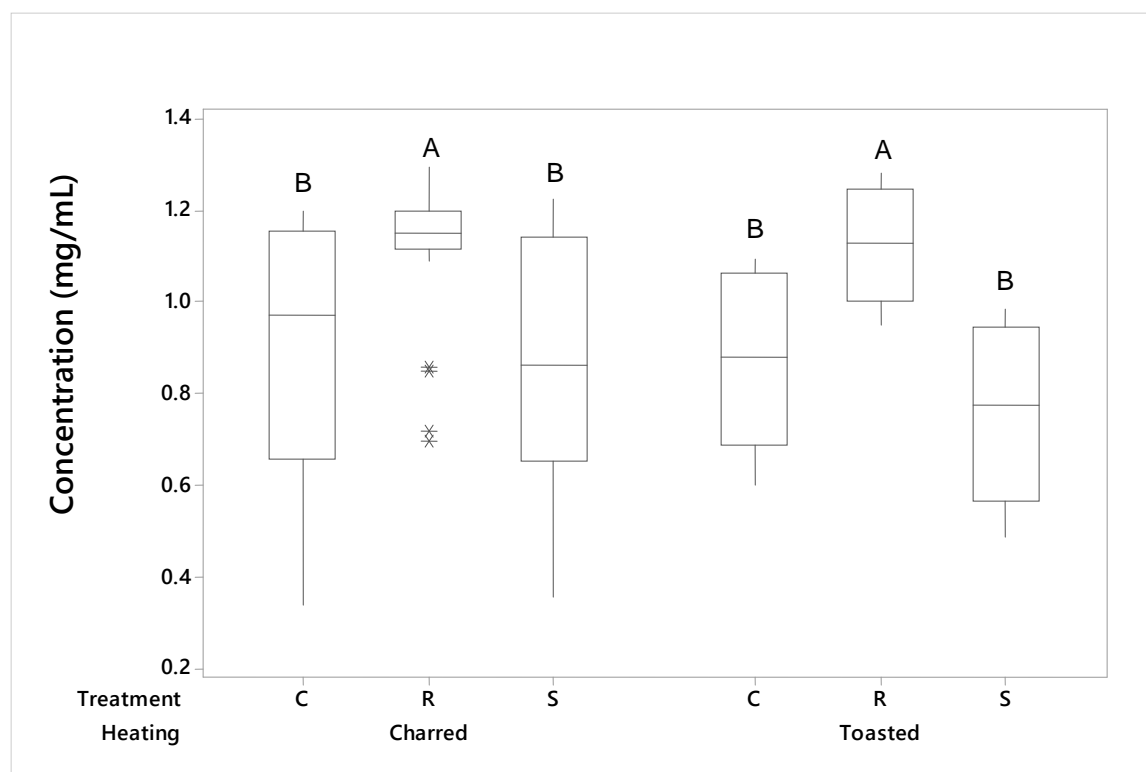 Concentration (mg/mL)
1.4
1.2
1.0
0.8
0.6
0.4
0.2
B
A
B
B
A
B
Treatment C R S C R S
Heating Charred Toasted